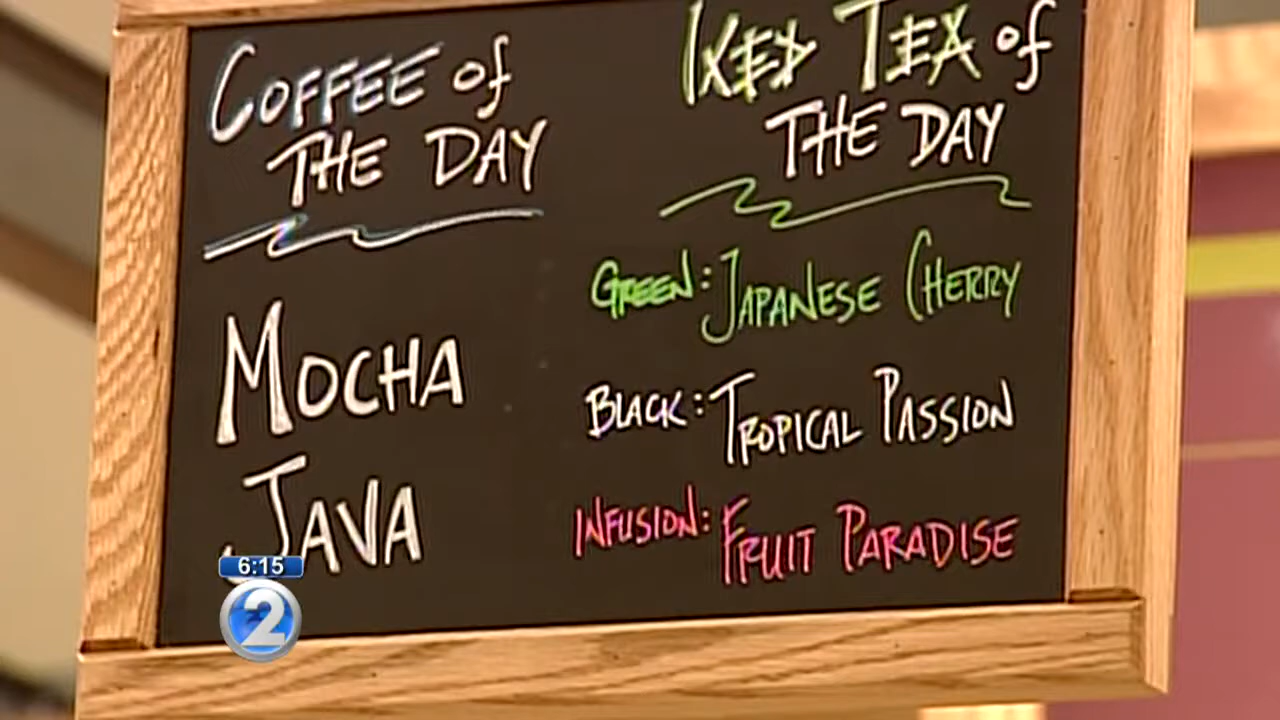 COFFEE of
THE DAY
MOCHA
JAVA
ICED TEA of
THE DAY
GREEN: JAPANESE CHERRY
BLACK: TROPICAL PASSION
INFUSION: FRUIT PARADISE
6:15
2